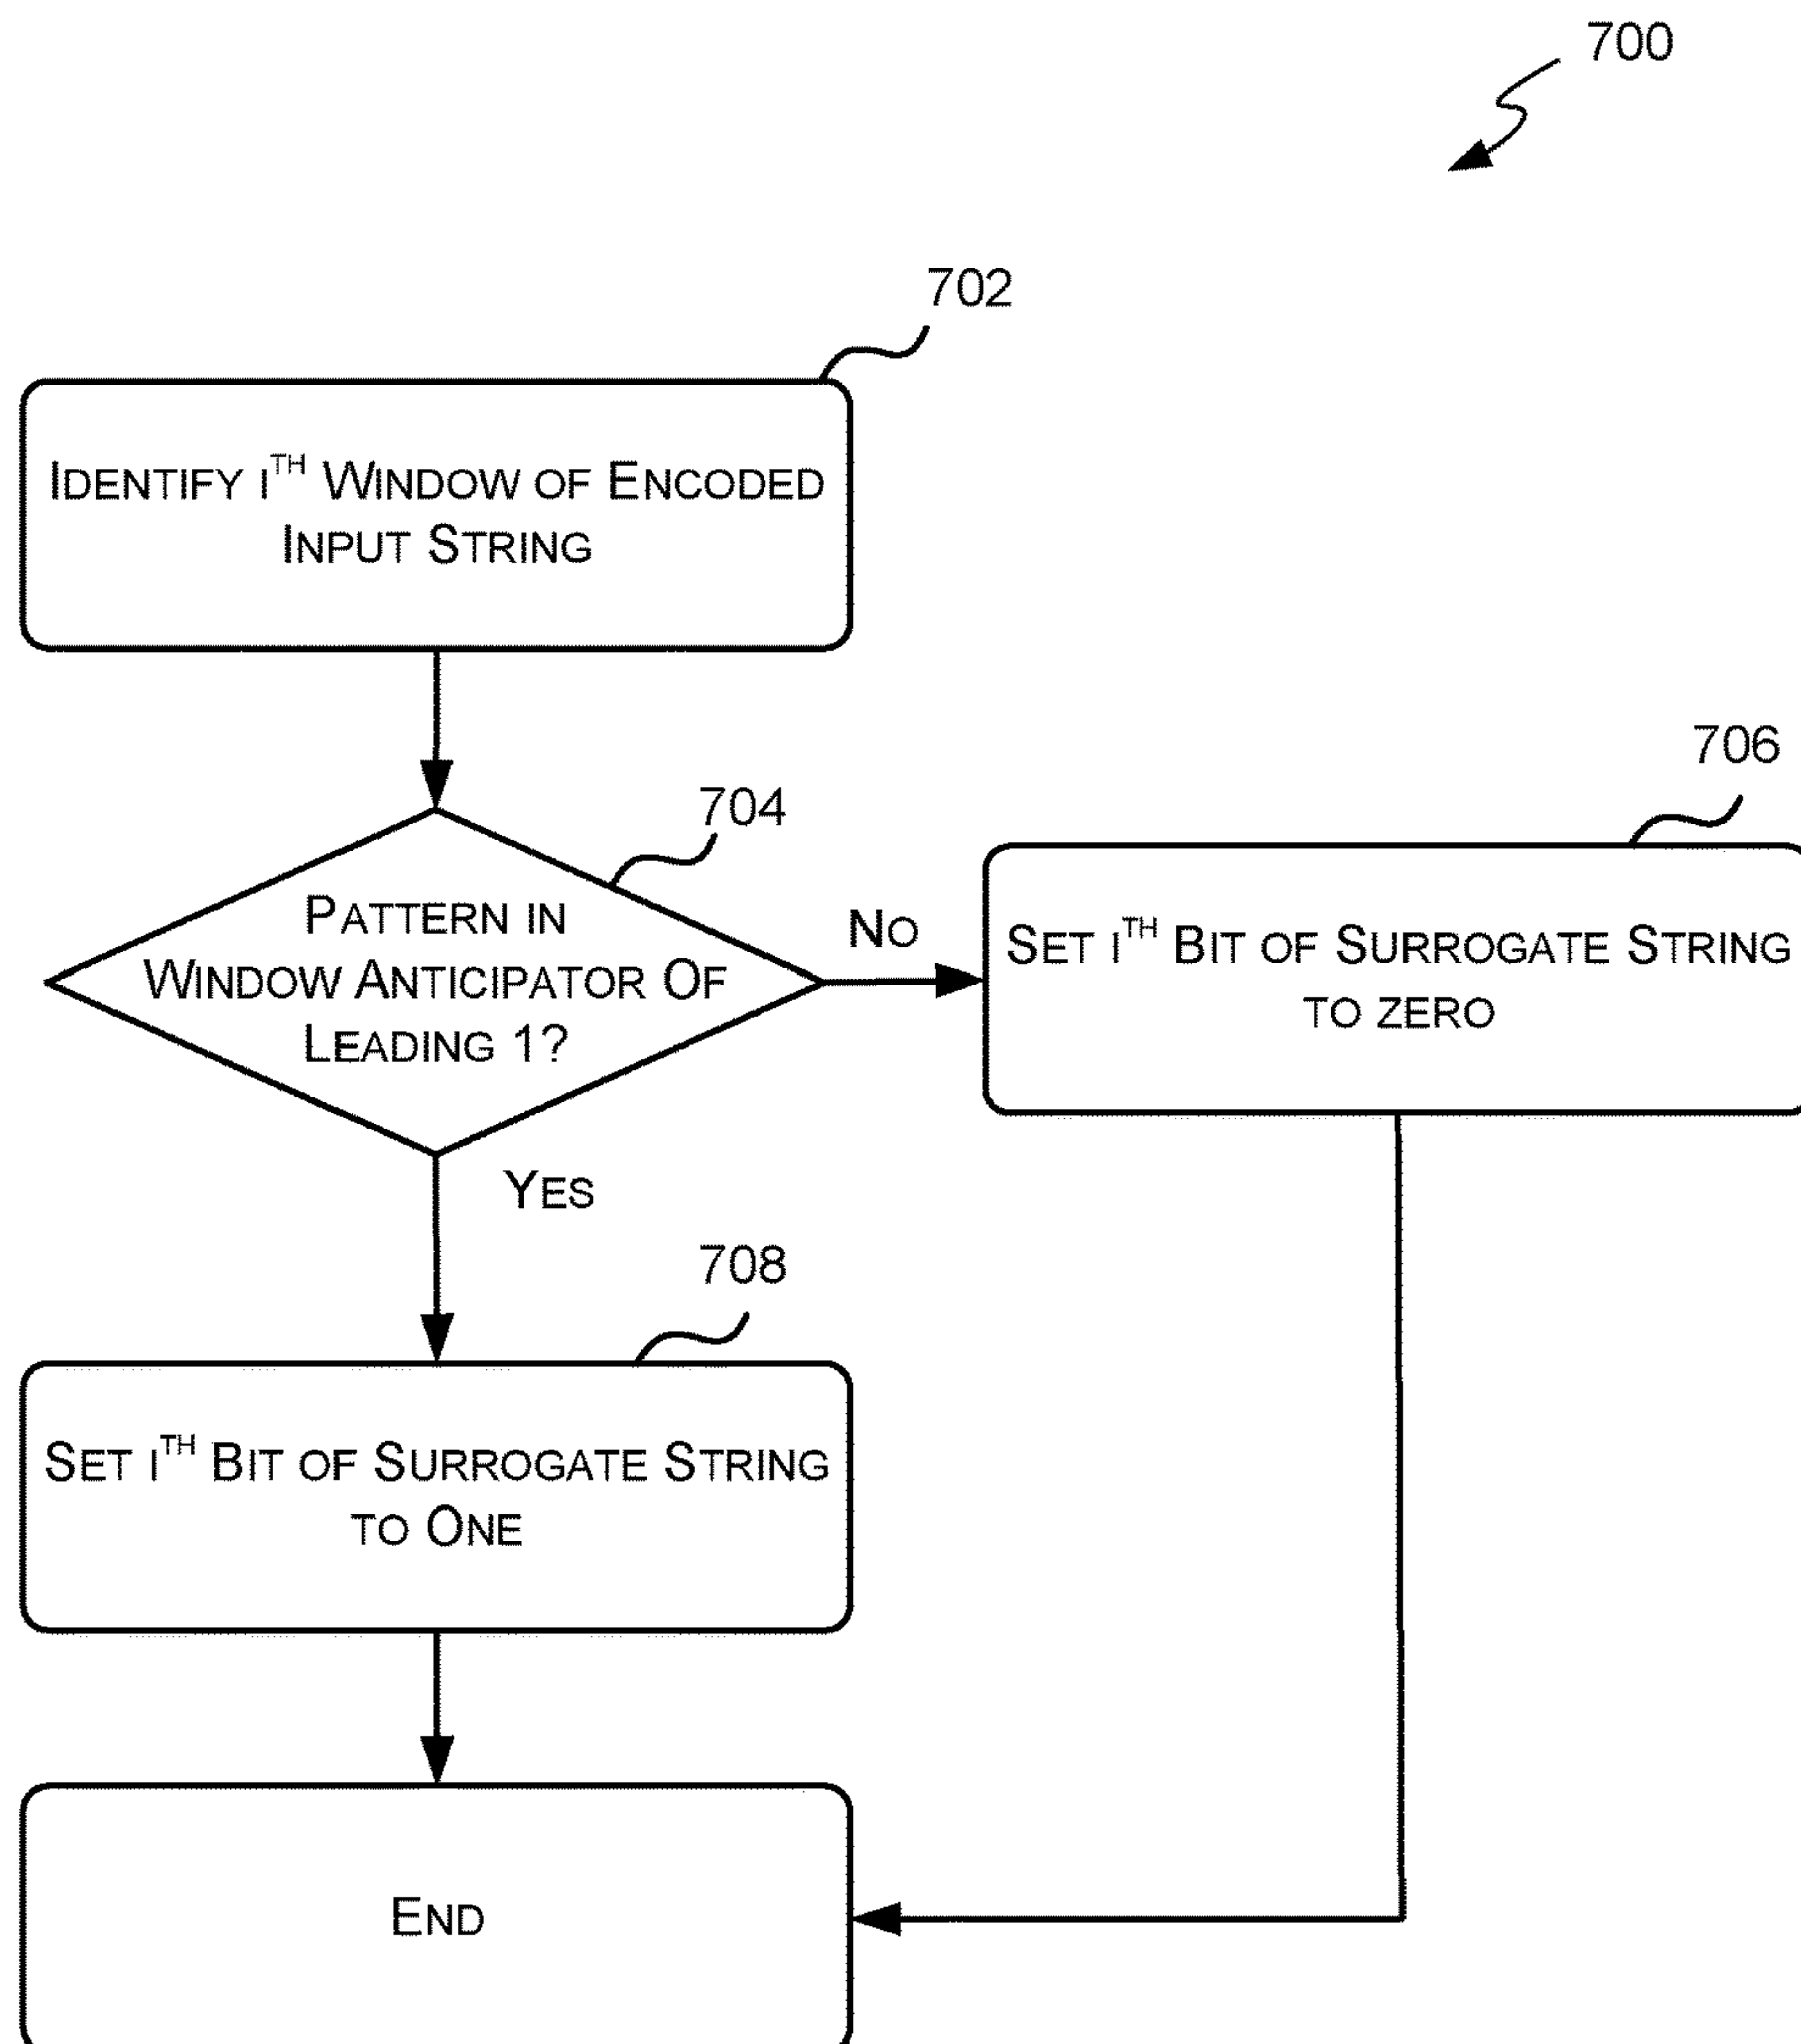 700
702
IDENTIFY ITH WINDOW OF ENCODED
INPUT STRING
704
706
PATTERN IN
WINDOW ANTICIPATOR OF
LEADING 1?
NO
SET ITH BIT OF SURROGATE STRING
TO ZERO
YES
708
SET ITH BIT OF SURROGATE STRING
TO ONE
END